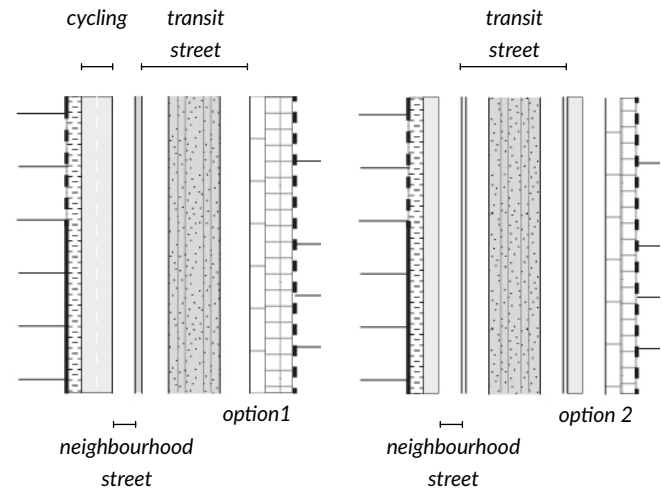 cycling
transit
street
transit
street
option1
neighbourhood
street
option 2
neighbourhood
street